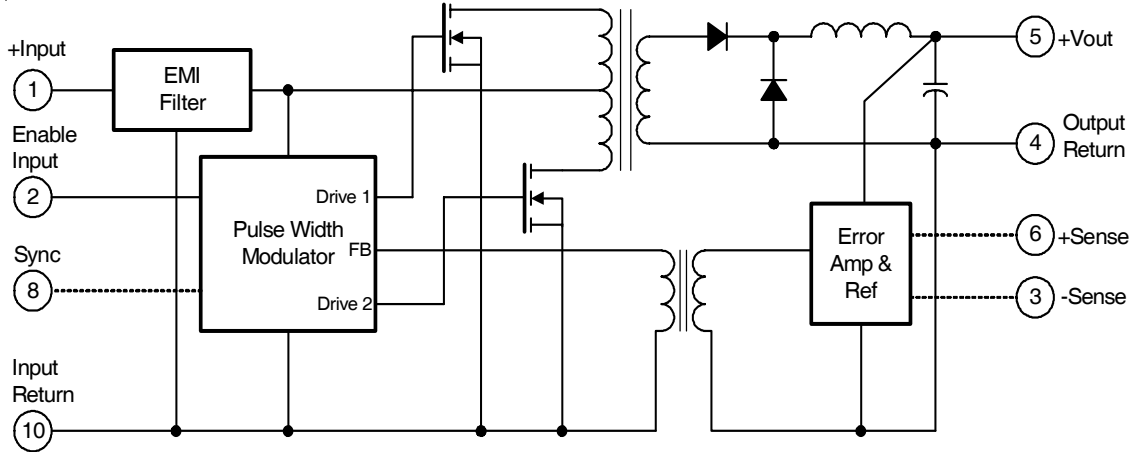 +Input
1
EMI
Filter
Enable
Input
2
Sync
8
Input
Return
10
Drive 1
Pulse Width
Modulator
FB
Drive 2
5
+Vout
4
Output
Return
Error
Amp &
Ref
6
+Sense
3
-Sense